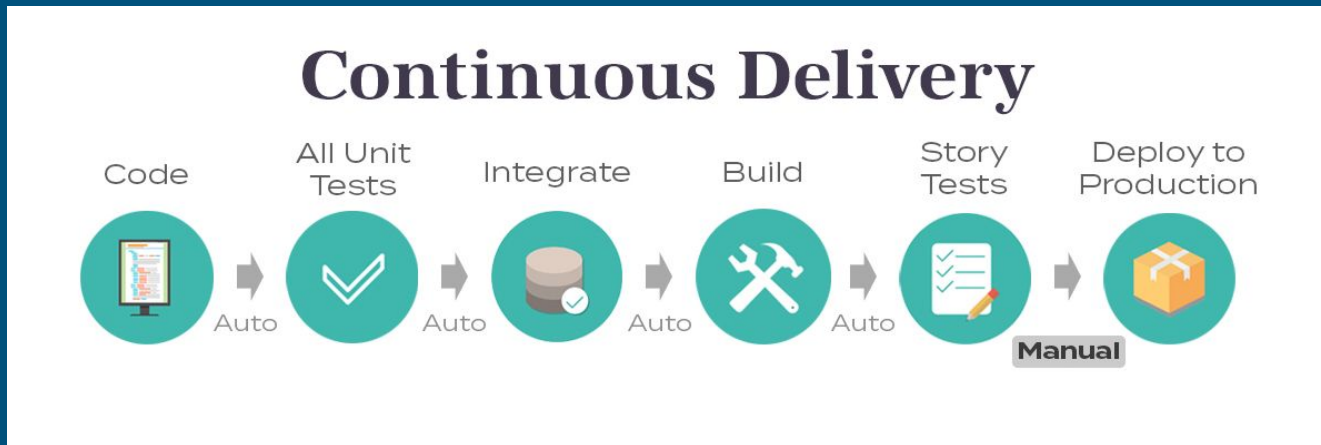 Continuous Delivery
Code
All Unit
Tests
Integrate
Build
Story
Tests
Deploy to
Production
Auto
Auto
Auto
Auto
Manual